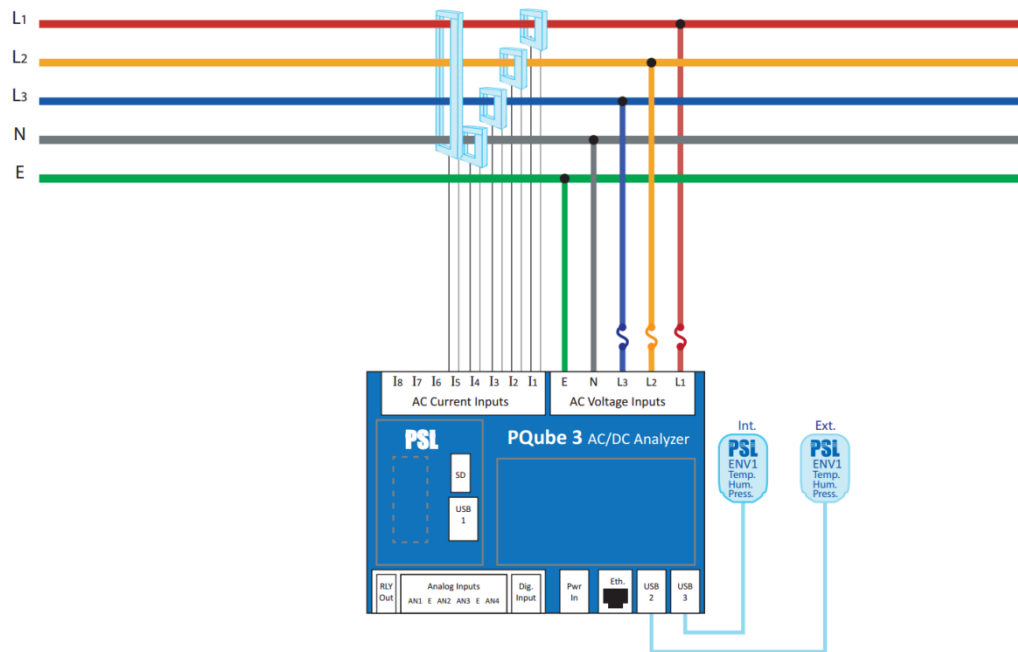 L1
L2
L3
N
E
I8 I7 I6 I5 I4 I3 I2 I1
AC Current Inputs
E N L3 L2 L1
AC Voltage Inputs
PSL
PQube 3 AC/DC Analyzer
SD
USB
1
RLY
Out
Analog Inputs
AN1 E AN2 AN3 E AN4
Dig.
Input
Pwr
In
Eth.
USB
2
USB
3
Int.
PSL
ENV1
Temp.
Hum.
Press.
Ext.
PSL
ENV1
Temp.
Hum.
Press.